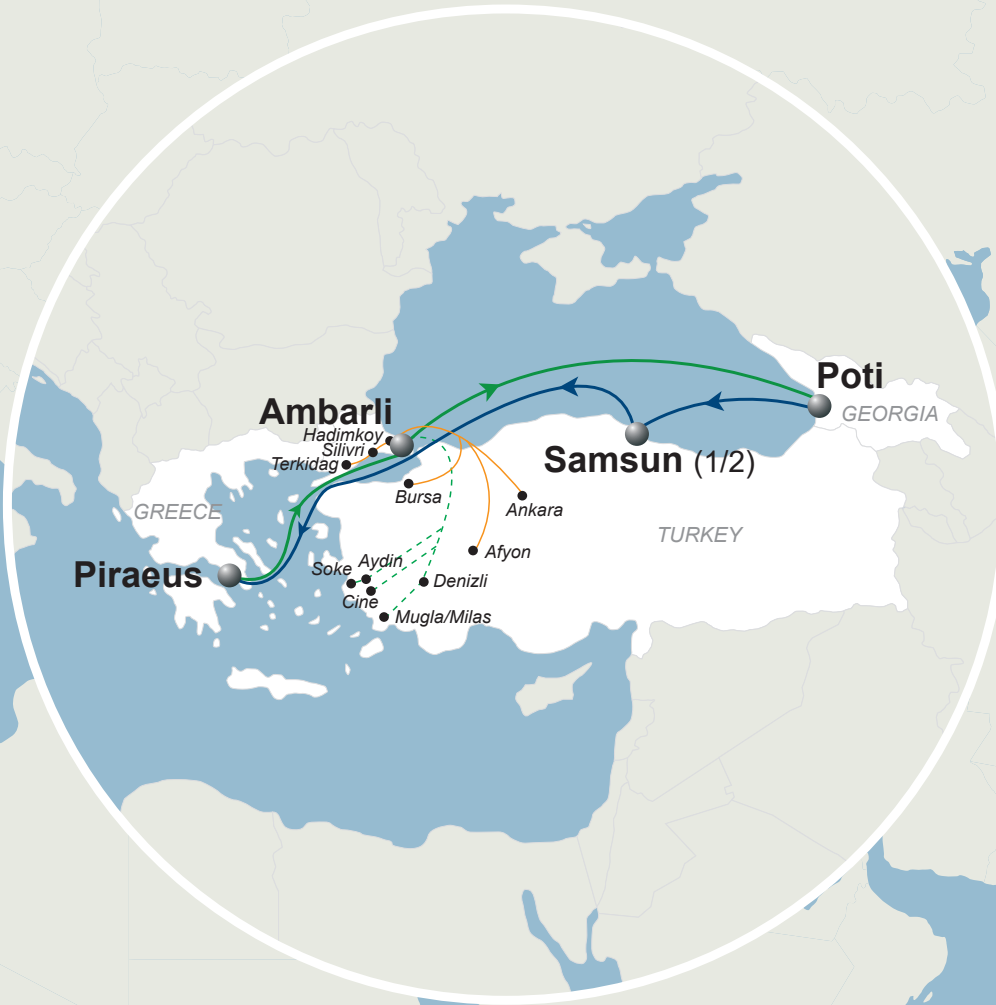 Poti
GEORGIA
Ambarli
Hadimkoy
Silivri
Terkidag
Samsun (1/2)
Bursa
Ankara
GREECE
TURKEY
Afyon
Piraeus
Soke
Aydin
Denizli
Cine
Mugla/Milas